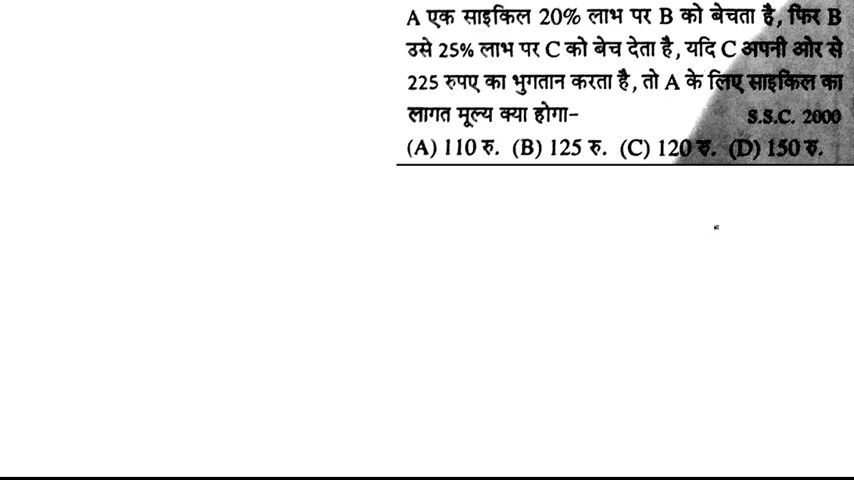 A एक साइकिल 20% लाभ पर B को बेचता है, फिर B
उसे 25% लाभ पर C को बेच देता है, यदि C अपनी ओर से
225 रुपए का भुगतान करता है, तो A के लिए साइकिल का
लागत मूल्य क्या होगा– S.S.C. 2000
(A) 110 रु. (B) 125 रु. (C) 120 रु. (D) 150 रु.